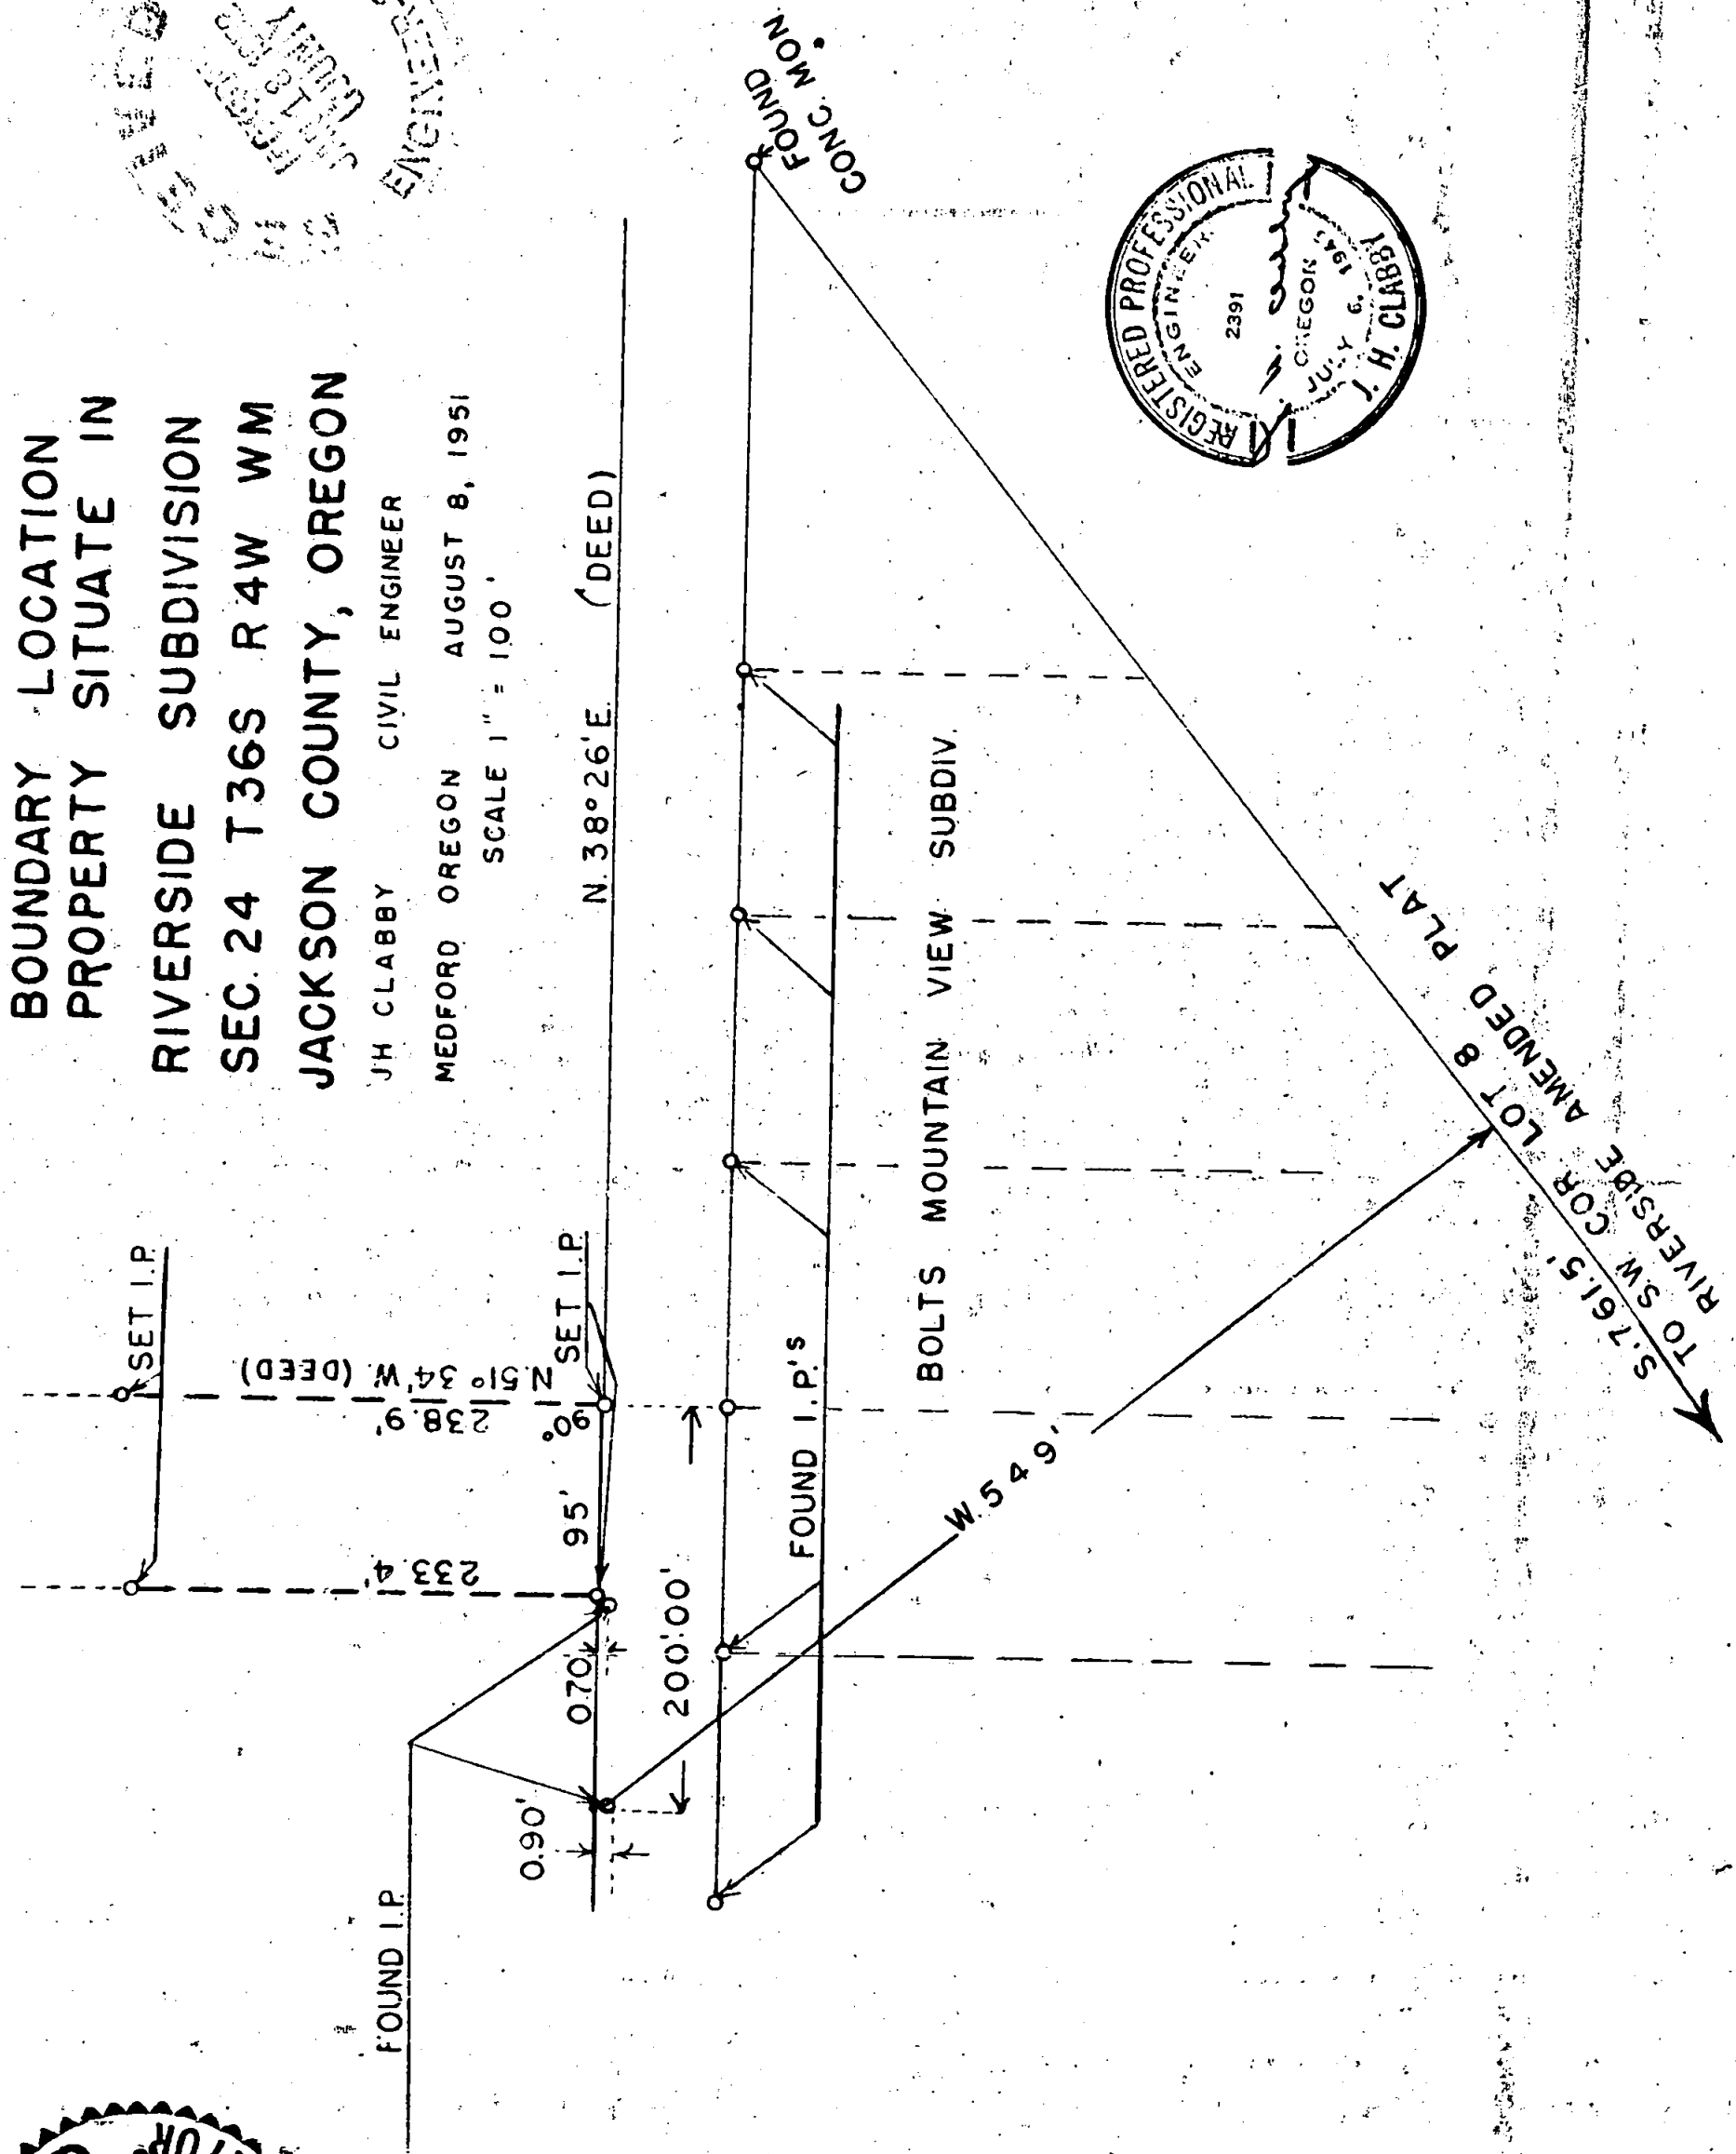 BOUNDARY LOCATION
PROPERTY SITUATE IN
RIVERSIDE SUBDIVISION
SEC. 24 T36S R4W WM
JACKSON COUNTY, OREGON
JH CLABBY CIVIL ENGINEER
MEDFORD OREGON AUGUST 8, 1951
SCALE 1" = 100'
ENGINEER
SET I.P.
N.51°34'W. (DEED)
238.9'
90°
SET I.P.
233.4'
95'
N.38°26'E. (DEED)
FOUND I.P.
0.90'
0.70'
200.00'
FOUND I.P.'S
FOUND
CONC. MON.
BOLTS MOUNTAIN VIEW SUBDIV.
W. 549'
S. 761.5'
TO S.W. COR LOT 8
RIVERSIDE AMENDED PLAT
REGISTERED PROFESSIONAL
ENGINEER
2391
OREGON
JULY 6,
J. H. CLABBY